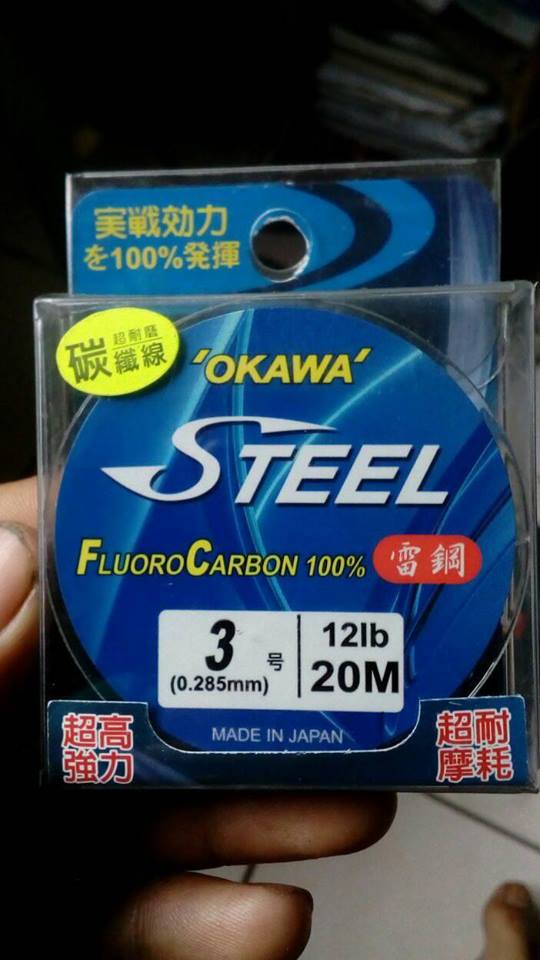 実戦効力
を100%発揮
超耐磨
碳纖線
'OKAWA'
STEEL
FLUOROCARBON 100% 雷鋼
3号
(0.285mm)
12lb
20M
MADE IN JAPAN
超高
強力
超耐
摩耗